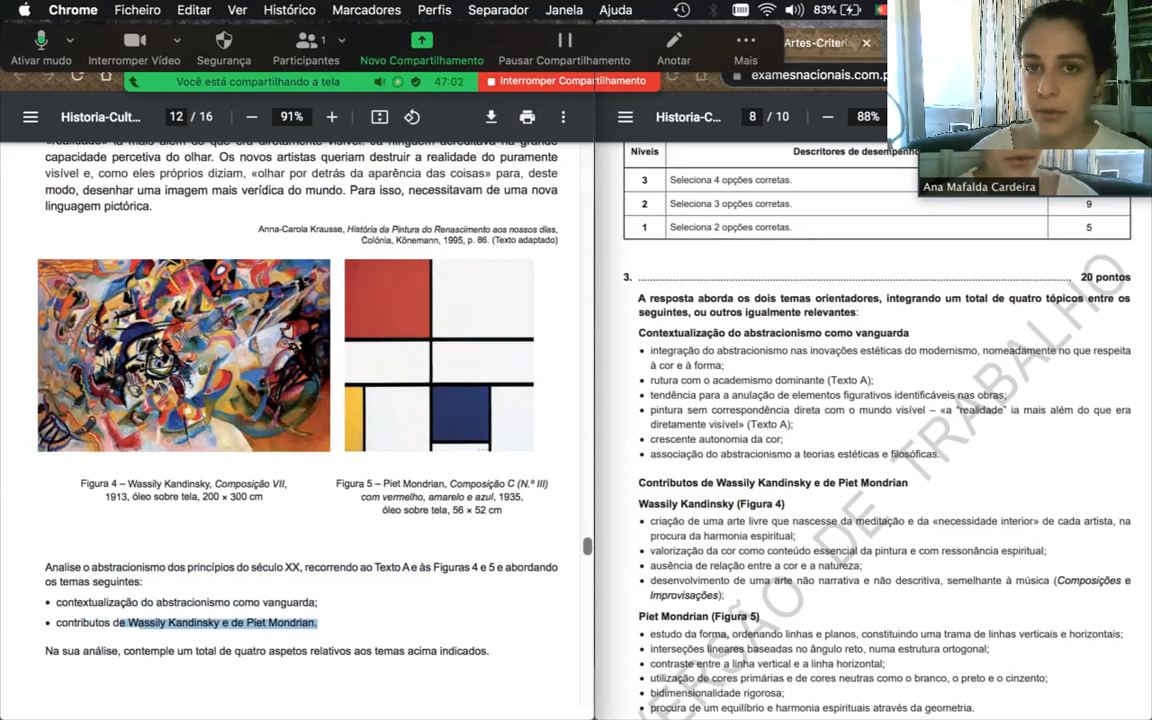 Chrome Ficheiro Editar Ver Histórico Marcadores Perfis Separador Janela Ajuda 83%
Ativar mudo
Interromper Vídeo
Segurança
Participantes 1
Novo Compartilhamento
Pausar Compartilhamento
Anotar
Mais
Artes-Criteri
Você está compartilhando a tela 47:02 Interromper Compartilhamento
examesnacionais.com.p
Historia-Cult... 12 / 16 91%
Historia-C... 8 / 10 88%
Ana Mafalda Cardeira
capacidade percetiva do olhar. Os novos artistas queriam destruir a realidade do puramente
visível e, como eles próprios diziam, «olhar por detrás da aparência das coisas» para, deste
modo, desenhar uma imagem mais verídica do mundo. Para isso, necessitavam de uma nova
linguagem pictórica.
Anna-Carola Krausse, História da Pintura do Renascimento aos nossos dias,
Colónia, Könemann, 1995, p. 86. (Texto adaptado)
Figura 4 – Wassily Kandinsky, Composição VII,
1913, óleo sobre tela, 200 × 300 cm
Figura 5 – Piet Mondrian, Composição C (N.º III)
com vermelho, amarelo e azul, 1935,
óleo sobre tela, 56 × 52 cm
Analise o abstracionismo dos princípios do século XX, recorrendo ao Texto A e às Figuras 4 e 5 e abordando
os temas seguintes:
• contextualização do abstracionismo como vanguarda;
• contributos de Wassily Kandinsky e de Piet Mondrian.
Na sua análise, contemple um total de quatro aspetos relativos aos temas acima indicados.
Níveis Descritores de desempenho
3 Seleciona 4 opções corretas.
2 Seleciona 3 opções corretas. 9
1 Seleciona 2 opções corretas. 5
3. 20 pontos
A resposta aborda os dois temas orientadores, integrando um total de quatro tópicos entre os
seguintes, ou outros igualmente relevantes:
Contextualização do abstracionismo como vanguarda
• integração do abstracionismo nas inovações estéticas do modernismo, nomeadamente no que respeita
à cor e à forma;
• rutura com o academismo dominante (Texto A);
• tendência para a anulação de elementos figurativos identificáveis nas obras;
• pintura sem correspondência direta com o mundo visível – «a "realidade" ia mais além do que era
diretamente visível» (Texto A);
• crescente autonomia da cor;
• associação do abstracionismo a teorias estéticas e filosóficas.
Contributos de Wassily Kandinsky e de Piet Mondrian
Wassily Kandinsky (Figura 4)
• criação de uma arte livre que nascesse da meditação e da «necessidade interior» de cada artista, na
procura da harmonia espiritual;
• valorização da cor como conteúdo essencial da pintura e com ressonância espiritual;
• ausência de relação entre a cor e a natureza;
• desenvolvimento de uma arte não narrativa e não descritiva, semelhante à música (Composições e
Improvisações);
Piet Mondrian (Figura 5)
• estudo da forma, ordenando linhas e planos, constituindo uma trama de linhas verticais e horizontais;
• interseções lineares baseadas no ângulo reto, numa estrutura ortogonal;
• contraste entre a linha vertical e a linha horizontal;
• utilização de cores primárias e de cores neutras como o branco, o preto e o cinzento;
• bidimensionalidade rigorosa;
• procura de um equilíbrio e harmonia espirituais através da geometria.
VERSÃO DE TRABALHO